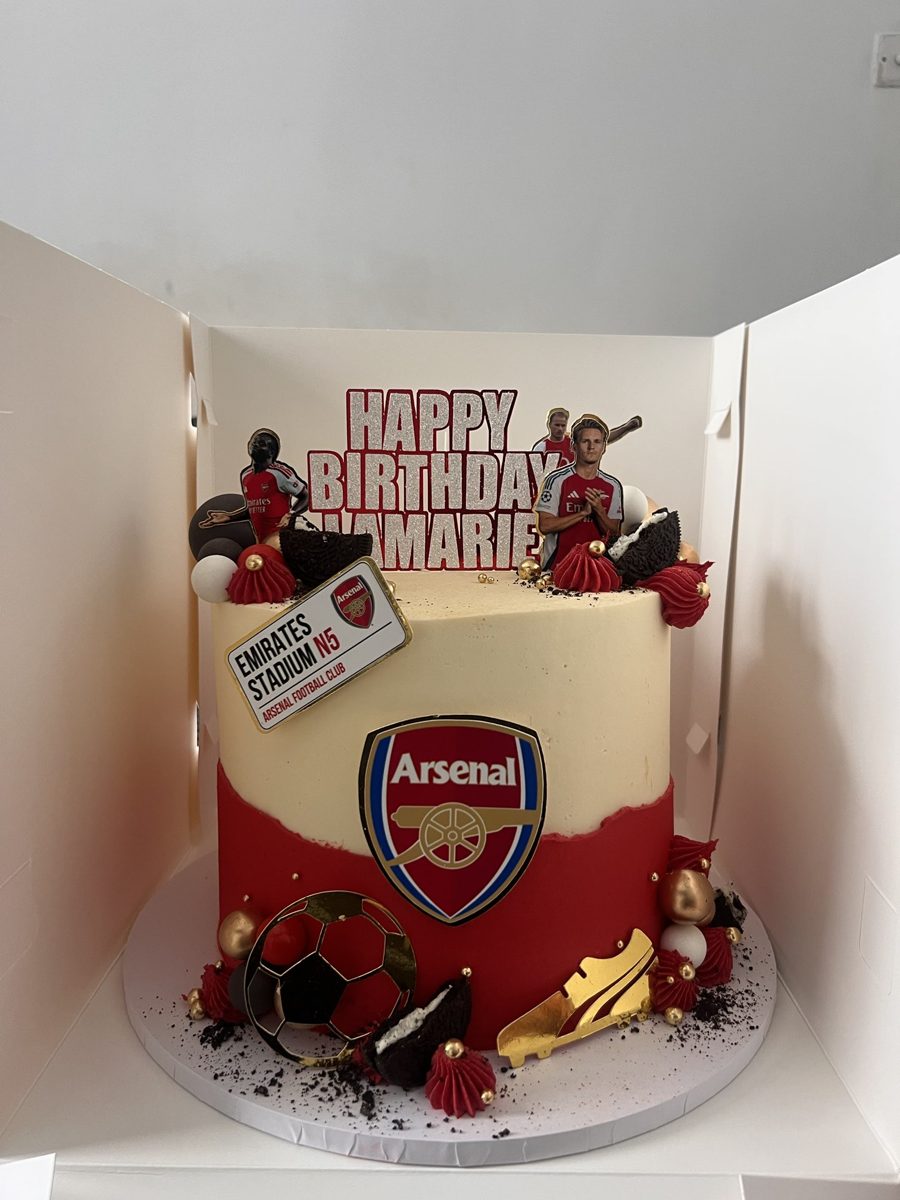 HAPPY
BIRTHDAY
Arsenal
EMIRATES
STADIUM N5
ARSENAL FOOTBALL CLUB
Arsenal